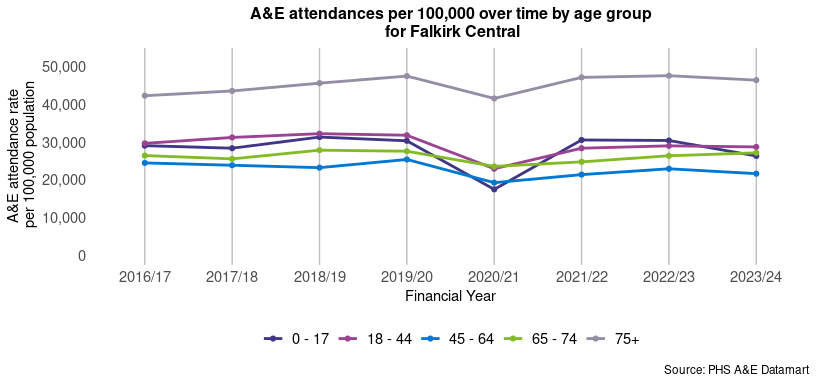 A&E attendances per 100,000 over time by age group
for Falkirk Central
A&E attendance rate
per 100,000 population
50,000
40,000
30,000
20,000
10,000
0
2016/17 2017/18 2018/19 2019/20 2020/21 2021/22 2022/23 2023/24
Financial Year
0 - 17 18 - 44 45 - 64 65 - 74 75+
Source: PHS A&E Datamart